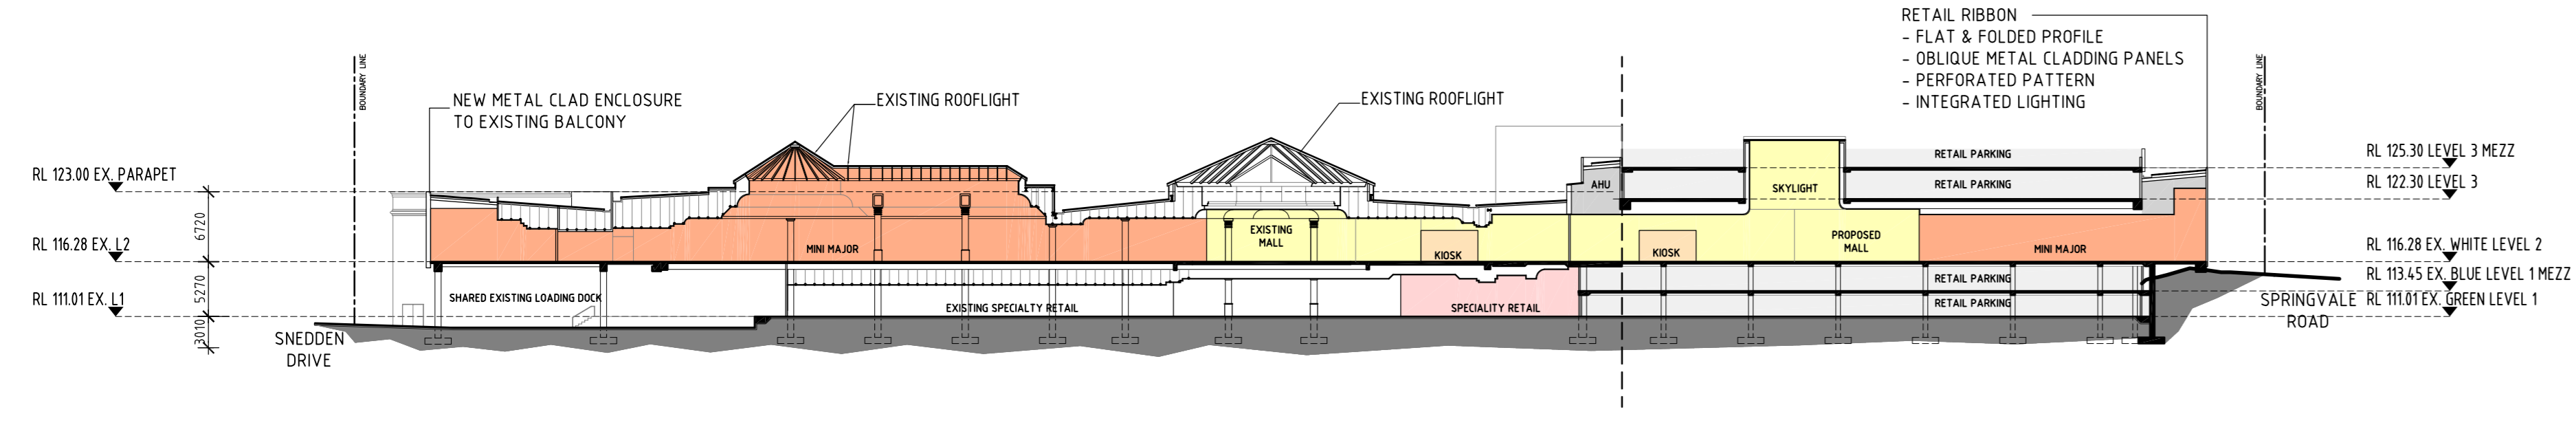 RETAIL RIBBON
- FLAT & FOLDED PROFILE
- OBLIQUE METAL CLADDING PANELS
- PERFORATED PATTERN
- INTEGRATED LIGHTING
BOUNDARY LINE
BOUNDARY LINE
NEW METAL CLAD ENCLOSURE
TO EXISTING BALCONY
EXISTING ROOFLIGHT
EXISTING ROOFLIGHT
RL 123.00 EX. PARAPET
RL 116.28 EX. L2
RL 111.01 EX. L1
6720
5270
3010
SNEDDEN
DRIVE
MINI MAJOR
EXISTING
MALL
KIOSK
KIOSK
AHU
SKYLIGHT
RETAIL PARKING
RETAIL PARKING
PROPOSED
MALL
MINI MAJOR
SHARED EXISTING LOADING DOCK
EXISTING SPECIALTY RETAIL
SPECIALITY RETAIL
RETAIL PARKING
RETAIL PARKING
RL 125.30 LEVEL 3 MEZZ
RL 122.30 LEVEL 3
RL 116.28 EX. WHITE LEVEL 2
RL 113.45 EX. BLUE LEVEL 1 MEZZ
RL 111.01 EX. GREEN LEVEL 1
SPRINGVALE
ROAD